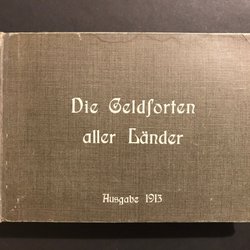 Die Geldsorten
aller Länder
Ausgabe 1913